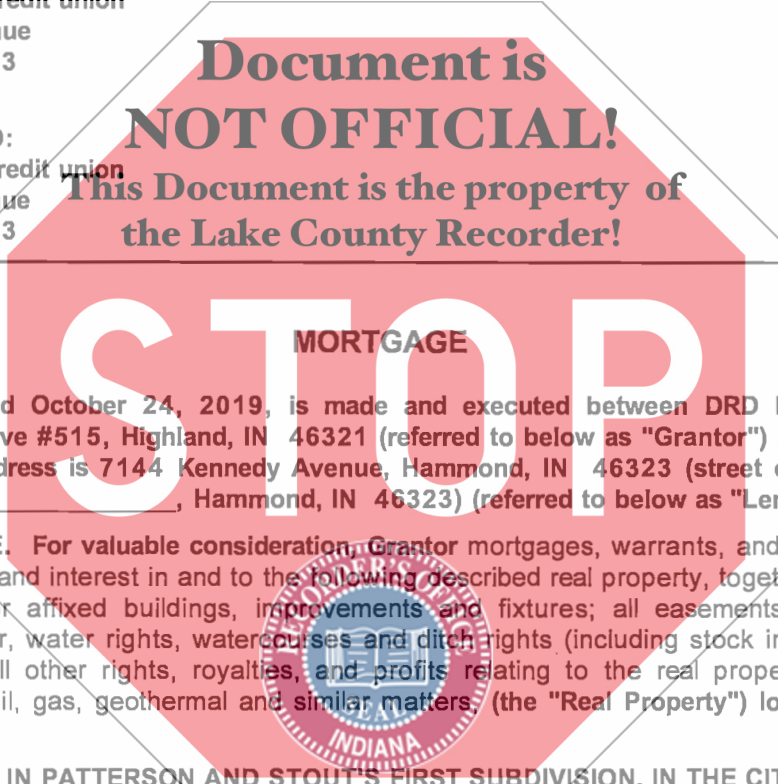 redit union
nue
3
Document is
NOT OFFICIAL!
D:
redit union
This Document is the property of
ue
3
the Lake County Recorder!
STOP
MORTGAGE
d October 24, 2019, is made and executed between DRD
ve #515, Highland, IN 46321 (referred to below as "Grantor")
dress is 7144 Kennedy Avenue, Hammond, IN 46323 (street
, Hammond, IN 46323) (referred to below as "Len
E. For valuable consideration, Grantor mortgages, warrants, and
and interest in and to the following described real property, toget
r affixed buildings, improvements and fixtures; all easements
r, water rights, watercourses and ditch rights (including stock in
ll other rights, royalties, and profits relating to the real prope
il, gas, geothermal and similar matters, (the "Real Property") lo
RECORDER'S OFFICE
SEAL
INDIANA
IN PATTERSON AND STOUT'S FIRST SUBDIVISION, IN THE CIT